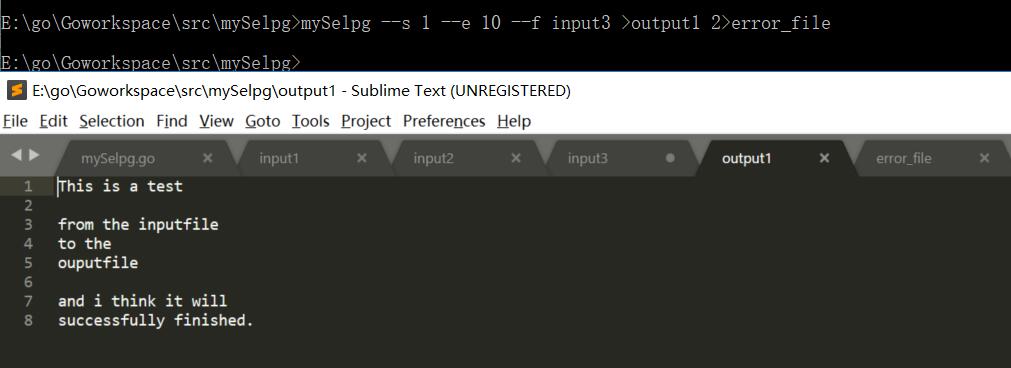 E:\go\Goworkspace\src\mySelpg>mySelpg --s 1 --e 10 --f input3 >output1 2>error_file
E:\go\Goworkspace\src\mySelpg>
E:\go\Goworkspace\src\mySelpg\output1 - Sublime Text (UNREGISTERED)
File Edit Selection Find View Goto Tools Project Preferences Help
mySelpg.go × input1 × input2 × input3 output1 × error_file ×
1 This is a test
2
3 from the inputfile
4 to the
5 ouputfile
6
7 and i think it will
8 successfully finished.